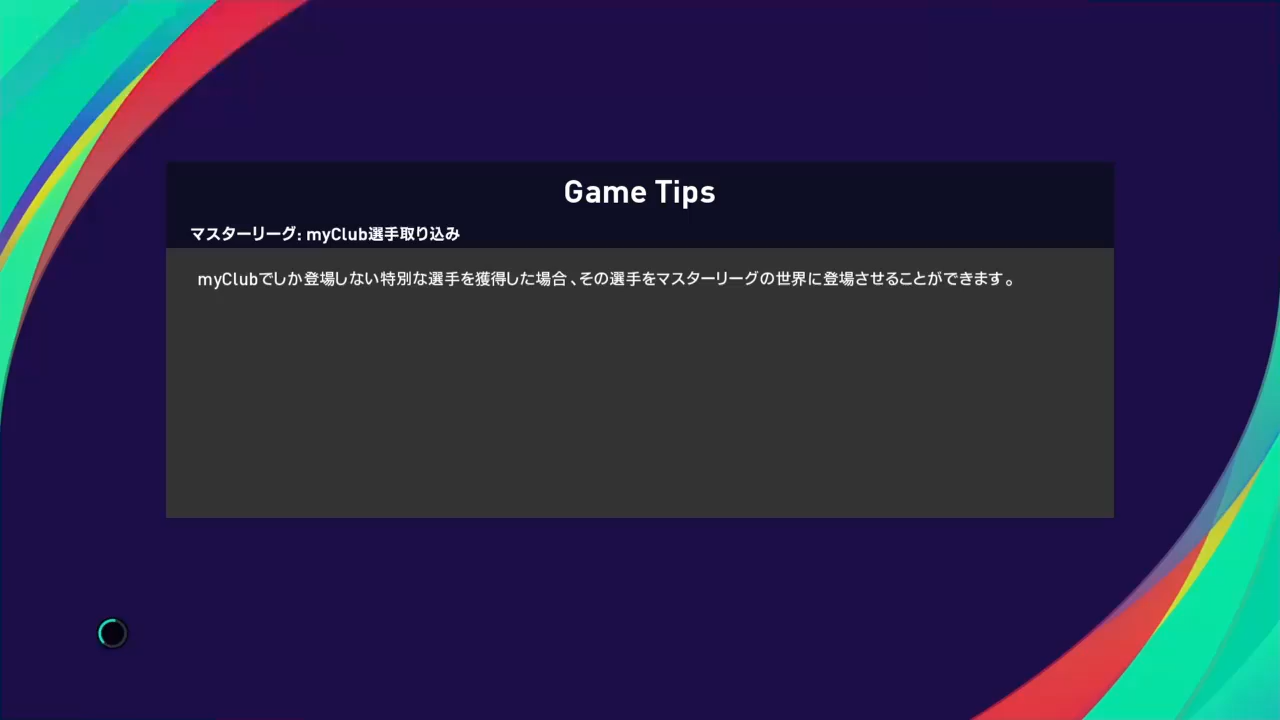 Game Tips
マスターリーグ: myClub選手取り込み
myClubでしか登場しない特別な選手を獲得した場合、その選手をマスターリーグの世界に登場させることができます。